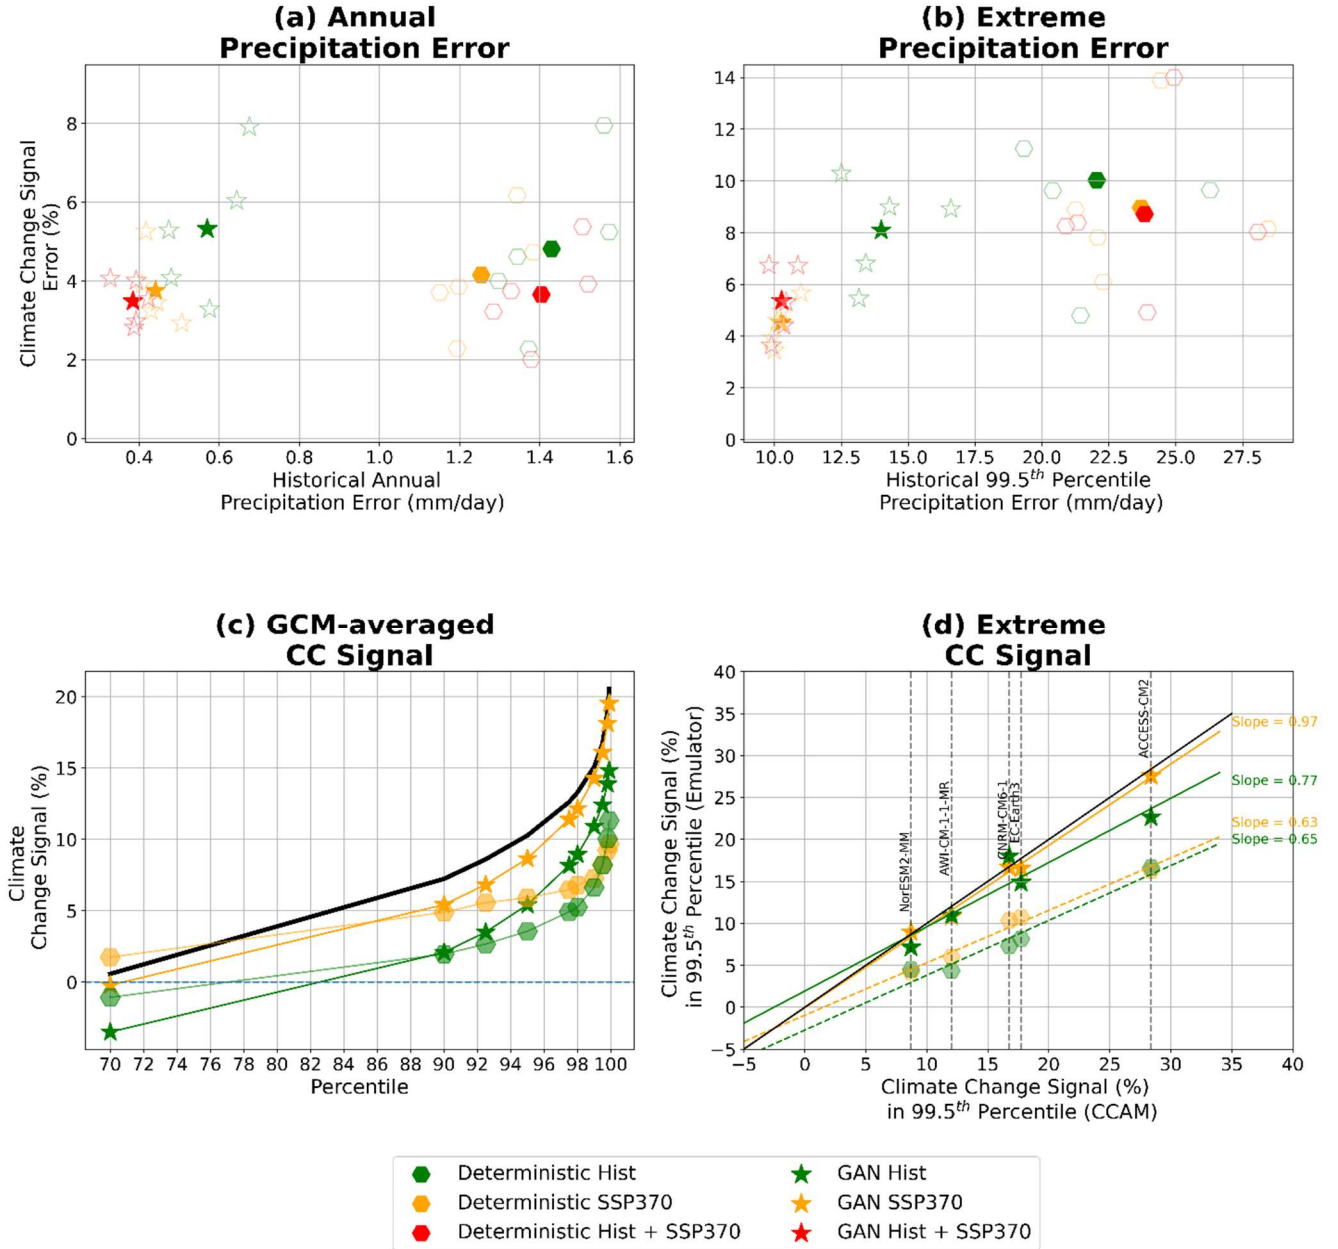 (a) Annual
Precipitation Error
Climate Change Signal
Error (%)
8
6
4
2
0
0.4 0.6 0.8 1.0 1.2 1.4 1.6
Historical Annual
Precipitation Error (mm/day)
(b) Extreme
Precipitation Error
14
12
10
8
6
4
2
0
10.0 12.5 15.0 17.5 20.0 22.5 25.0 27.5
Historical 99.5th Percentile
Precipitation Error (mm/day)
(c) GCM-averaged
CC Signal
Climate
Change Signal (%)
20
15
10
5
0
70 72 74 76 78 90 92 94 96 98 100
Percentile
(d) Extreme
CC Signal
Climate Change Signal (%)
in 99.5th Percentile (Emulator)
40
35
30
25
20
15
10
5
0
−5
NorESM2-MM
AWI-CM-1-1-MR
CNRM-CM6-1
EC-Earth3
ACCESS-CM2
Slope = 0.97
Slope = 0.77
Slope = 0.63
Slope = 0.65
−5 0 5 10 15 20 25 30 35 40
Climate Change Signal (%)
in 99.5th Percentile (CCAM)
Deterministic Hist
Deterministic SSP370
Deterministic Hist + SSP370
GAN Hist
GAN SSP370
GAN Hist + SSP370